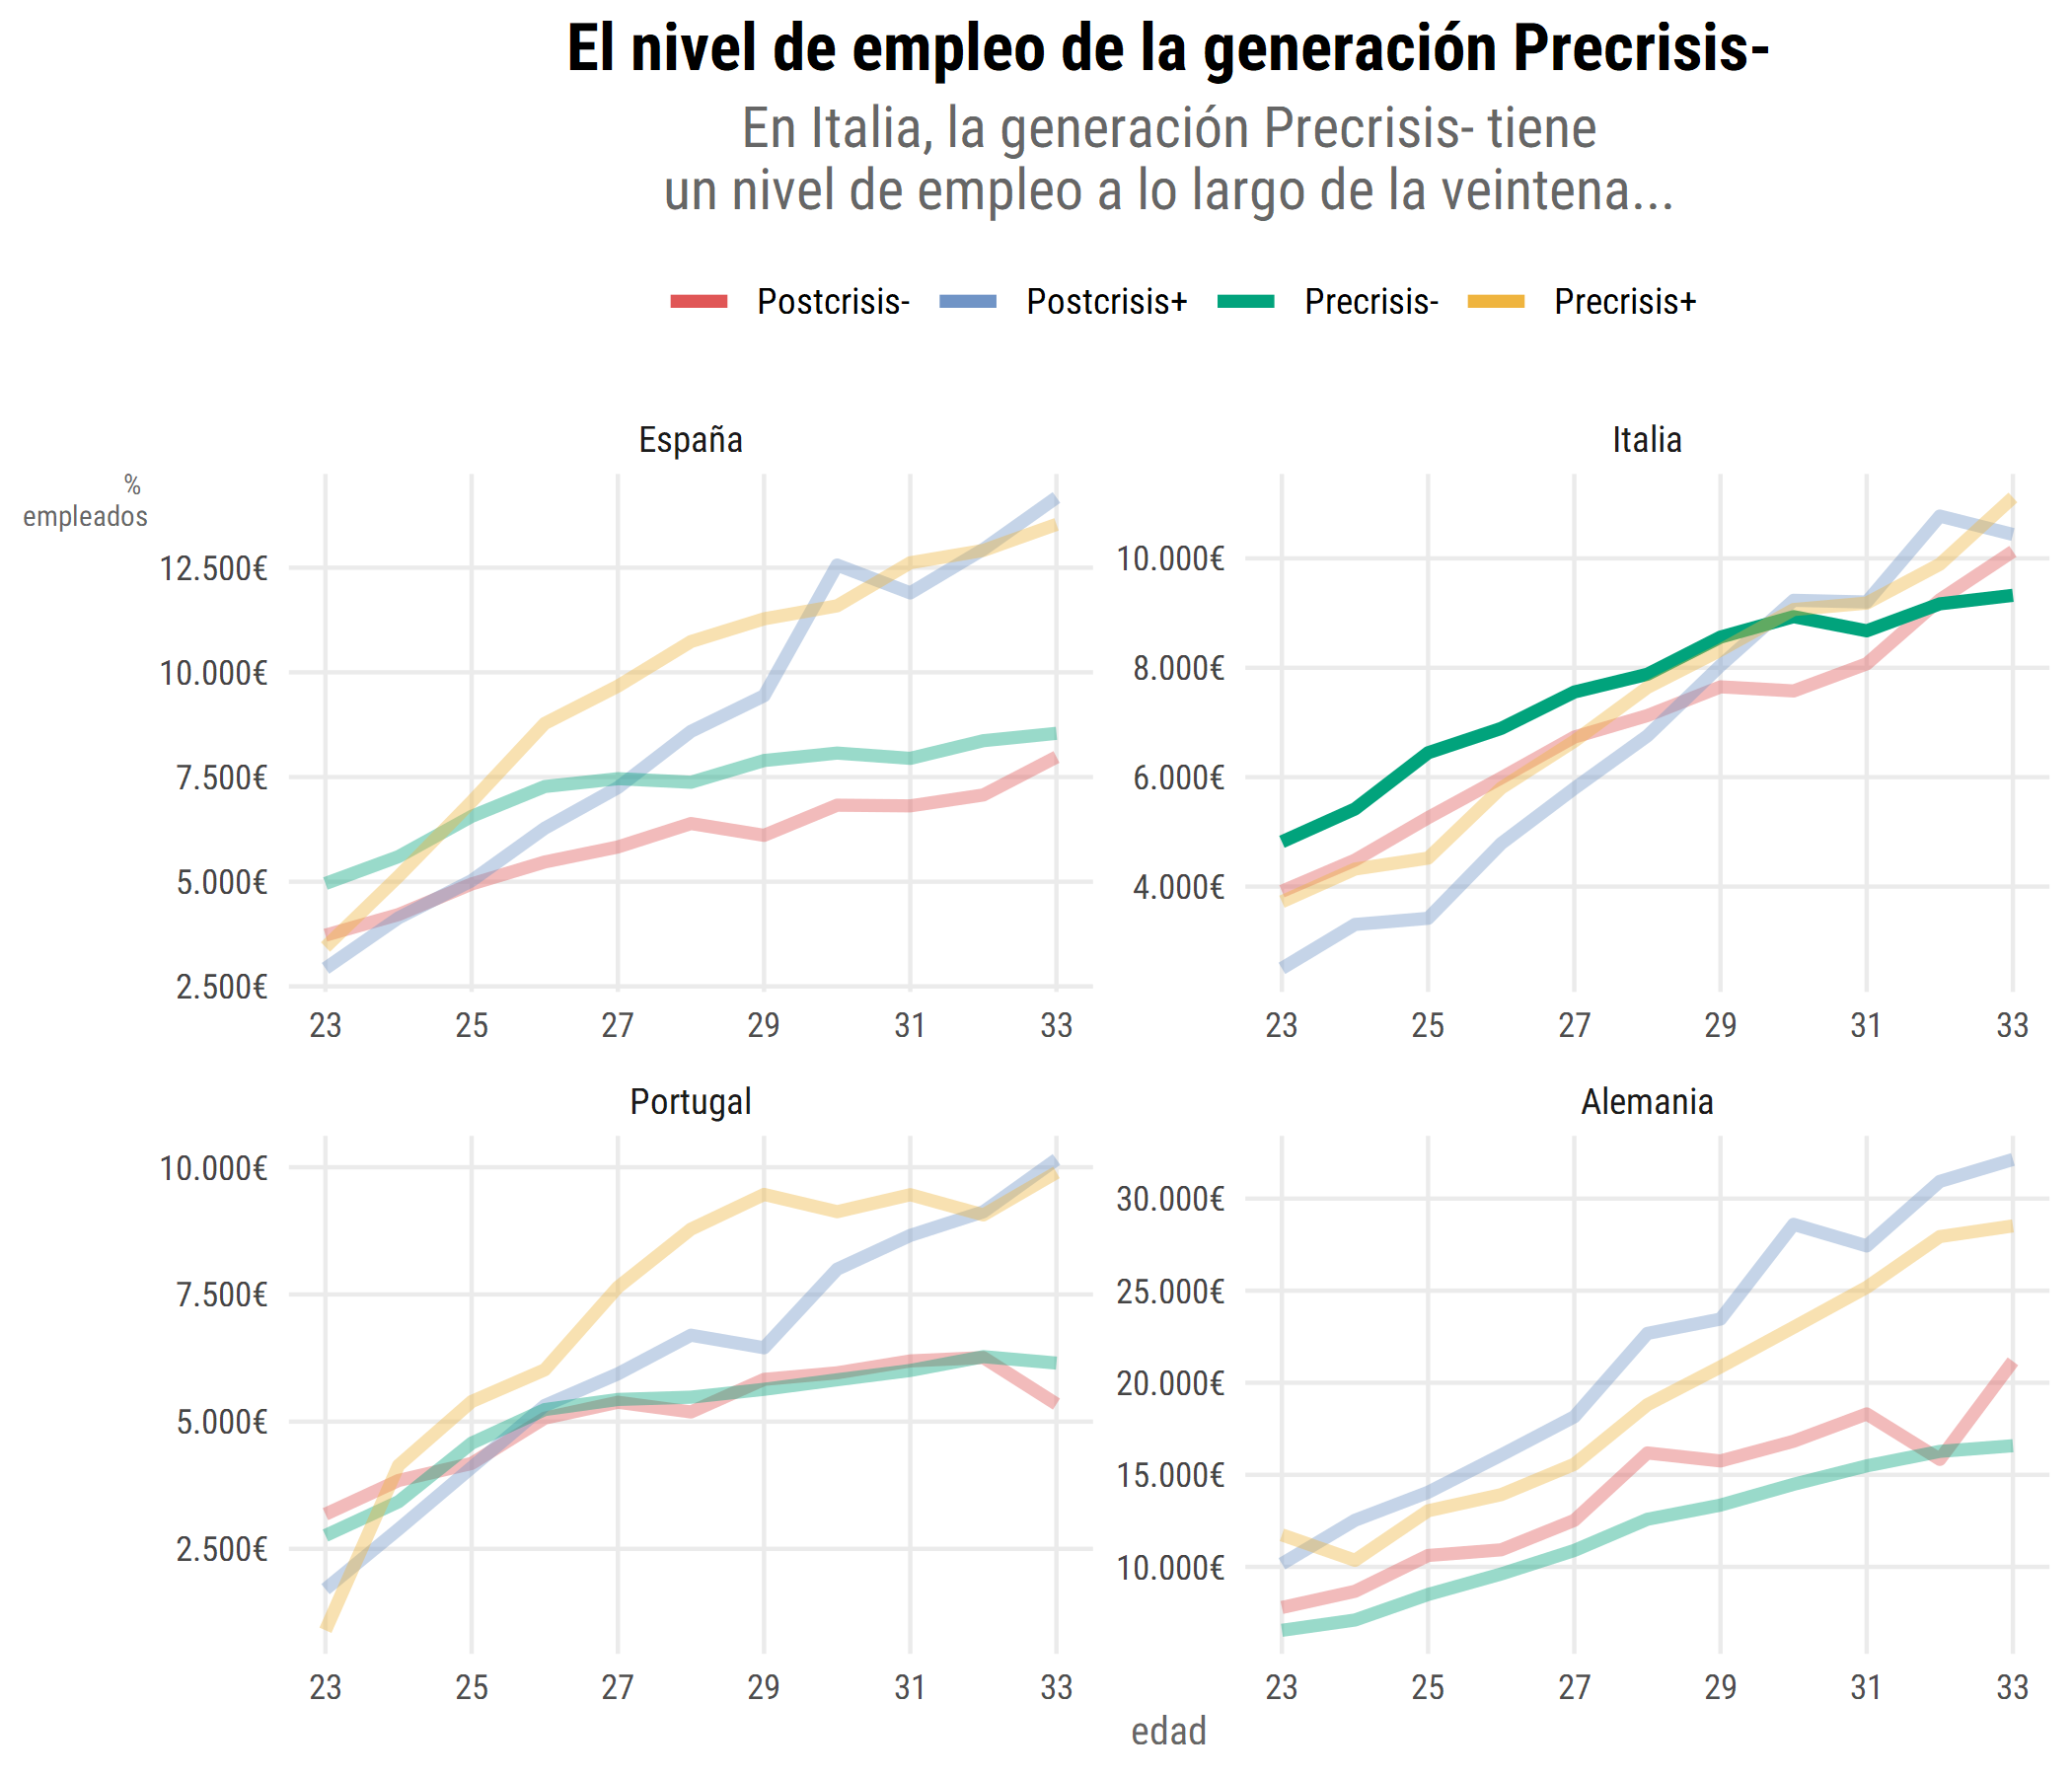 El nivel de empleo de la generación Precrisis-
En Italia, la generación Precrisis- tiene
un nivel de empleo a lo largo de la veintena...
Postcrisis- Postcrisis+ Precrisis- Precrisis+
España
%
empleados
12.500€
10.000€
7.500€
5.000€
2.500€
23 25 27 29 31 33
Italia
10.000€
8.000€
6.000€
4.000€
23 25 27 29 31 33
Portugal
10.000€
7.500€
5.000€
2.500€
23 25 27 29 31 33
Alemania
30.000€
25.000€
20.000€
15.000€
10.000€
23 25 27 29 31 33
edad